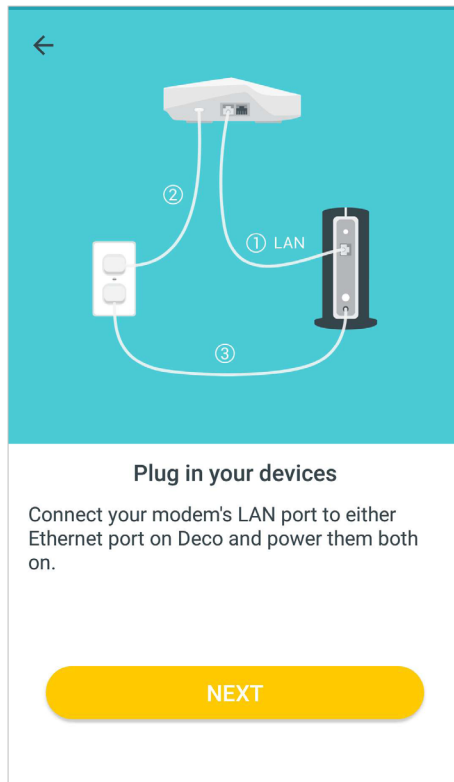 ②
① LAN
③
Plug in your devices
Connect your modem's LAN port to either
Ethernet port on Deco and power them both
on.
NEXT